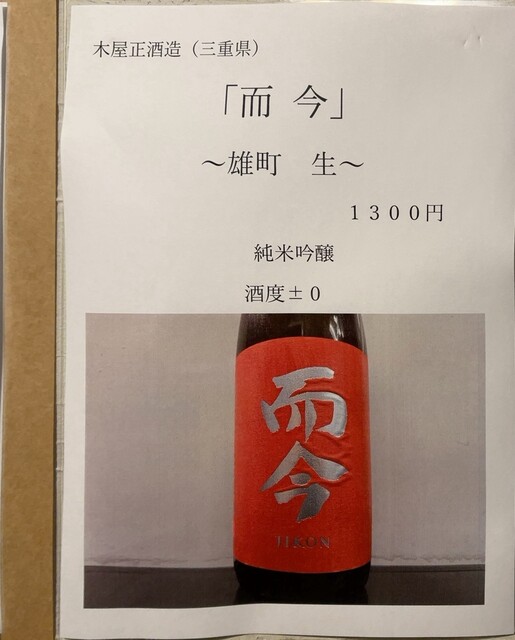 木屋正酒造（三重県）
「而 今」
～雄町　生～
１３００円
純米吟醸
酒度±０
而
今
JIKON